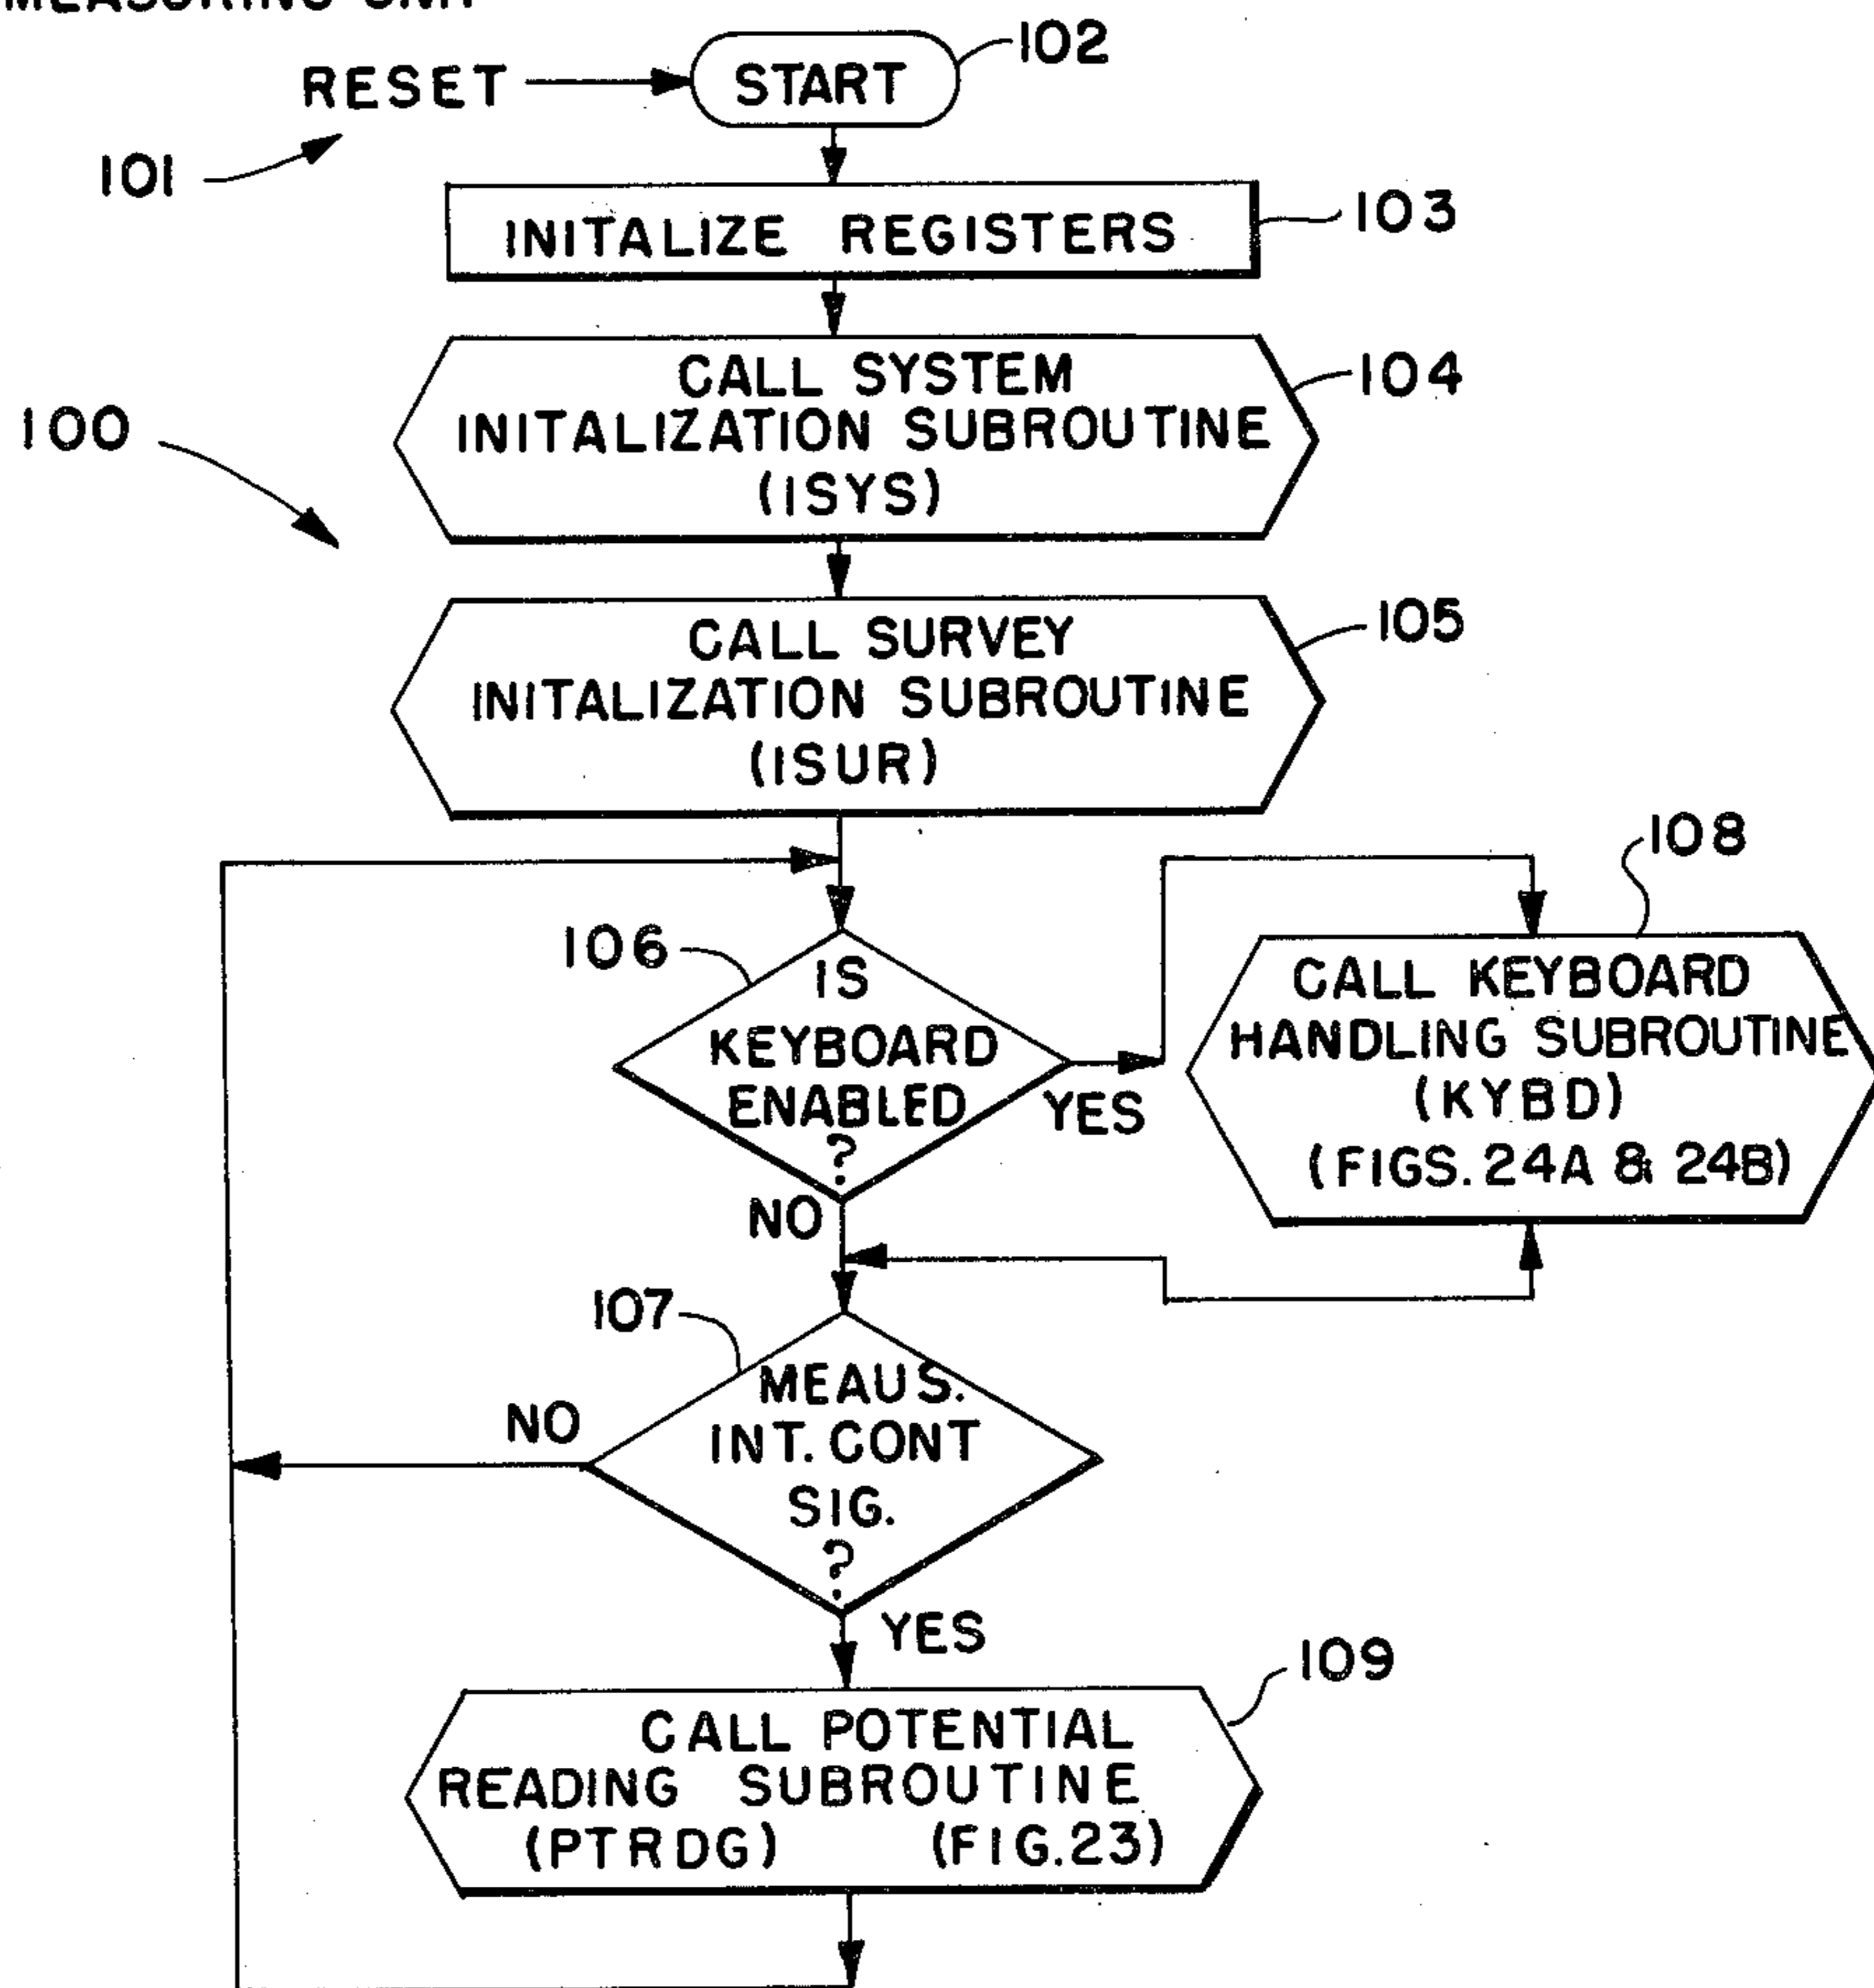 MEASURING UNIT
RESET
START
102
101
INITALIZE REGISTERS
103
CALL SYSTEM
INITALIZATION SUBROUTINE
(ISYS)
104
100
CALL SURVEY
INITALIZATION SUBROUTINE
(ISUR)
105
106
IS
KEYBOARD
ENABLED
?
YES
NO
108
CALL KEYBOARD
HANDLING SUBROUTINE
(KYBD)
(FIGS. 24A & 24B)
107
MEAUS.
INT. CONT
SIG.
?
NO
YES
109
CALL POTENTIAL
READING SUBROUTINE
(PTRDG) (FIG.23)